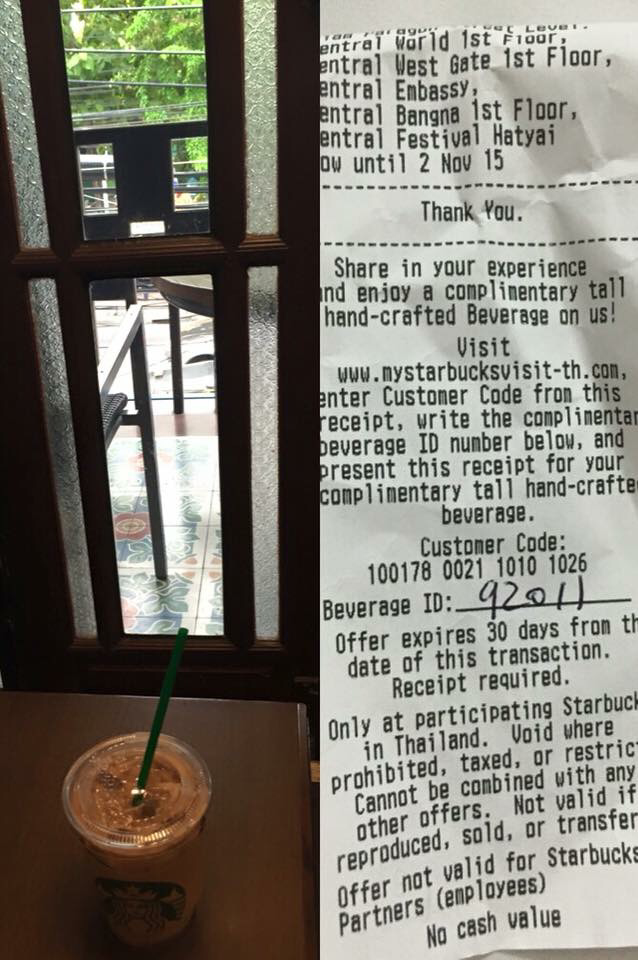 entral World 1st Floor,
entral West Gate 1st Floor,
entral Embassy,
entral Bangna 1st Floor,
entral Festival Hatyai
ow until 2 Nov 15
Thank You.
Share in your experience
nd enjoy a complimentary tall
hand-crafted Beverage on us!
Visit
www.mystarbucksvisit-th.com,
enter Customer Code from this
receipt, write the complimentar
beverage ID number below, and
present this receipt for your
complimentary tall hand-crafte
beverage.
Customer Code:
100178 0021 1010 1026
Beverage ID: 92011
Offer expires 30 days from th
date of this transaction.
Receipt required.
Only at participating Starbuck
in Thailand. Void where
prohibited, taxed, or restric
Cannot be combined with any
other offers. Not valid if
reproduced, sold, or transfer
Offer not valid for Starbucks
Partners (employees)
No cash value